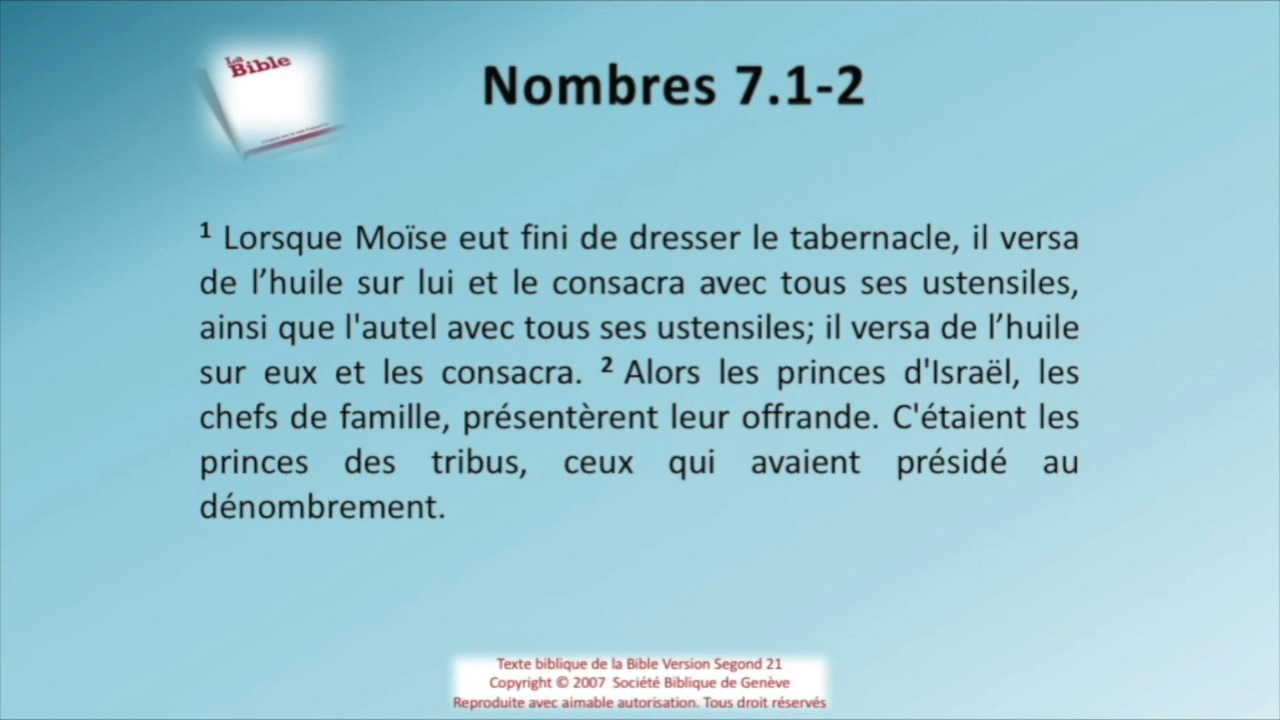 La
Bible
Nombres 7.1-2
¹ Lorsque Moïse eut fini de dresser le tabernacle, il versa
de l’huile sur lui et le consacra avec tous ses ustensiles,
ainsi que l'autel avec tous ses ustensiles; il versa de l’huile
sur eux et les consacra. ² Alors les princes d'Israël, les
chefs de famille, présentèrent leur offrande. C'étaient les
princes des tribus, ceux qui avaient présidé au
dénombrement.
Texte biblique de la Bible Version Segond 21
Copyright © 2007 Société Biblique de Genève
Reproduite avec aimable autorisation. Tous droit réservés